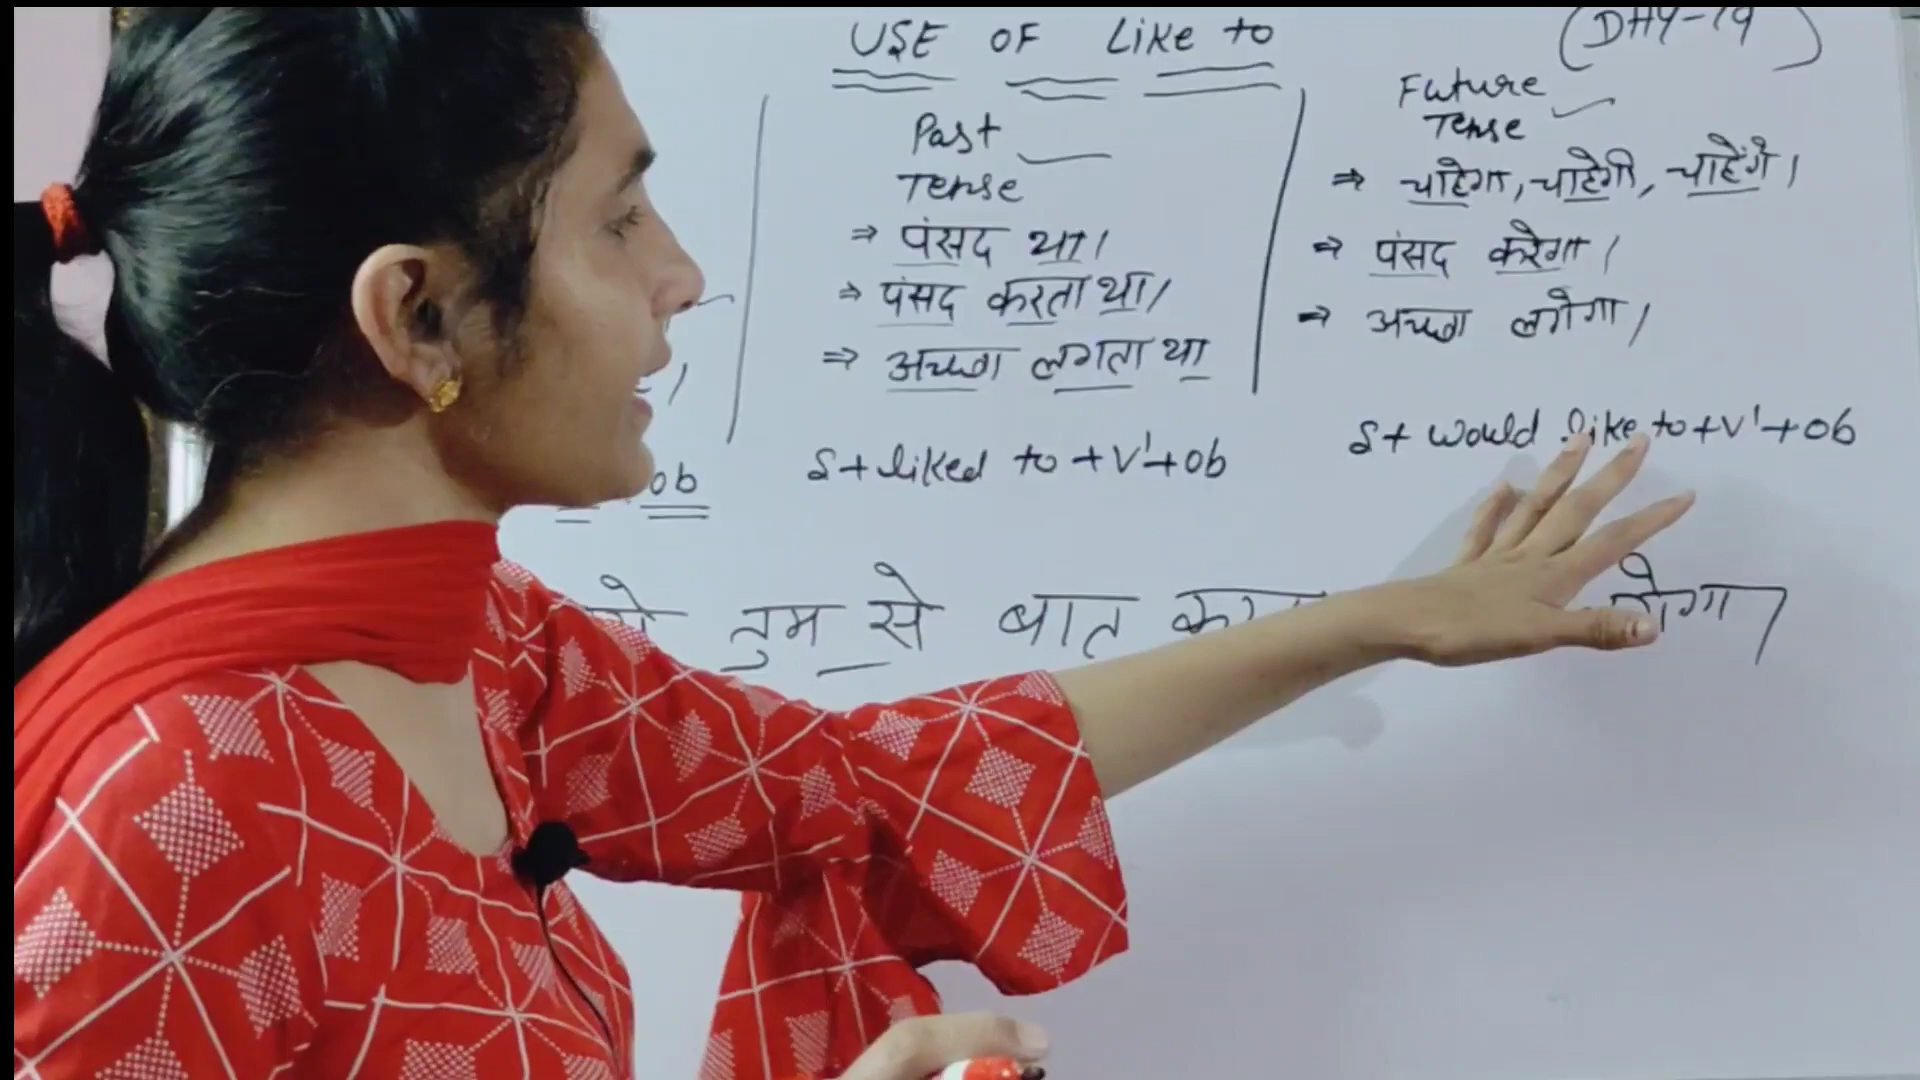 USE OF Like to
(DAY-19)
Past
Tense
⇒ पंसद था।
⇒ पंसद करता था।
⇒ अच्छा लगता था
S+liked to +V¹+ob
Future
Tense
⇒ चाहेगा, चाहेगी, चाहेंगे।
⇒ पंसद करेगा।
⇒ अच्छा लगेगा।
S+ would like to+V¹+ob
ob
तुम से बात